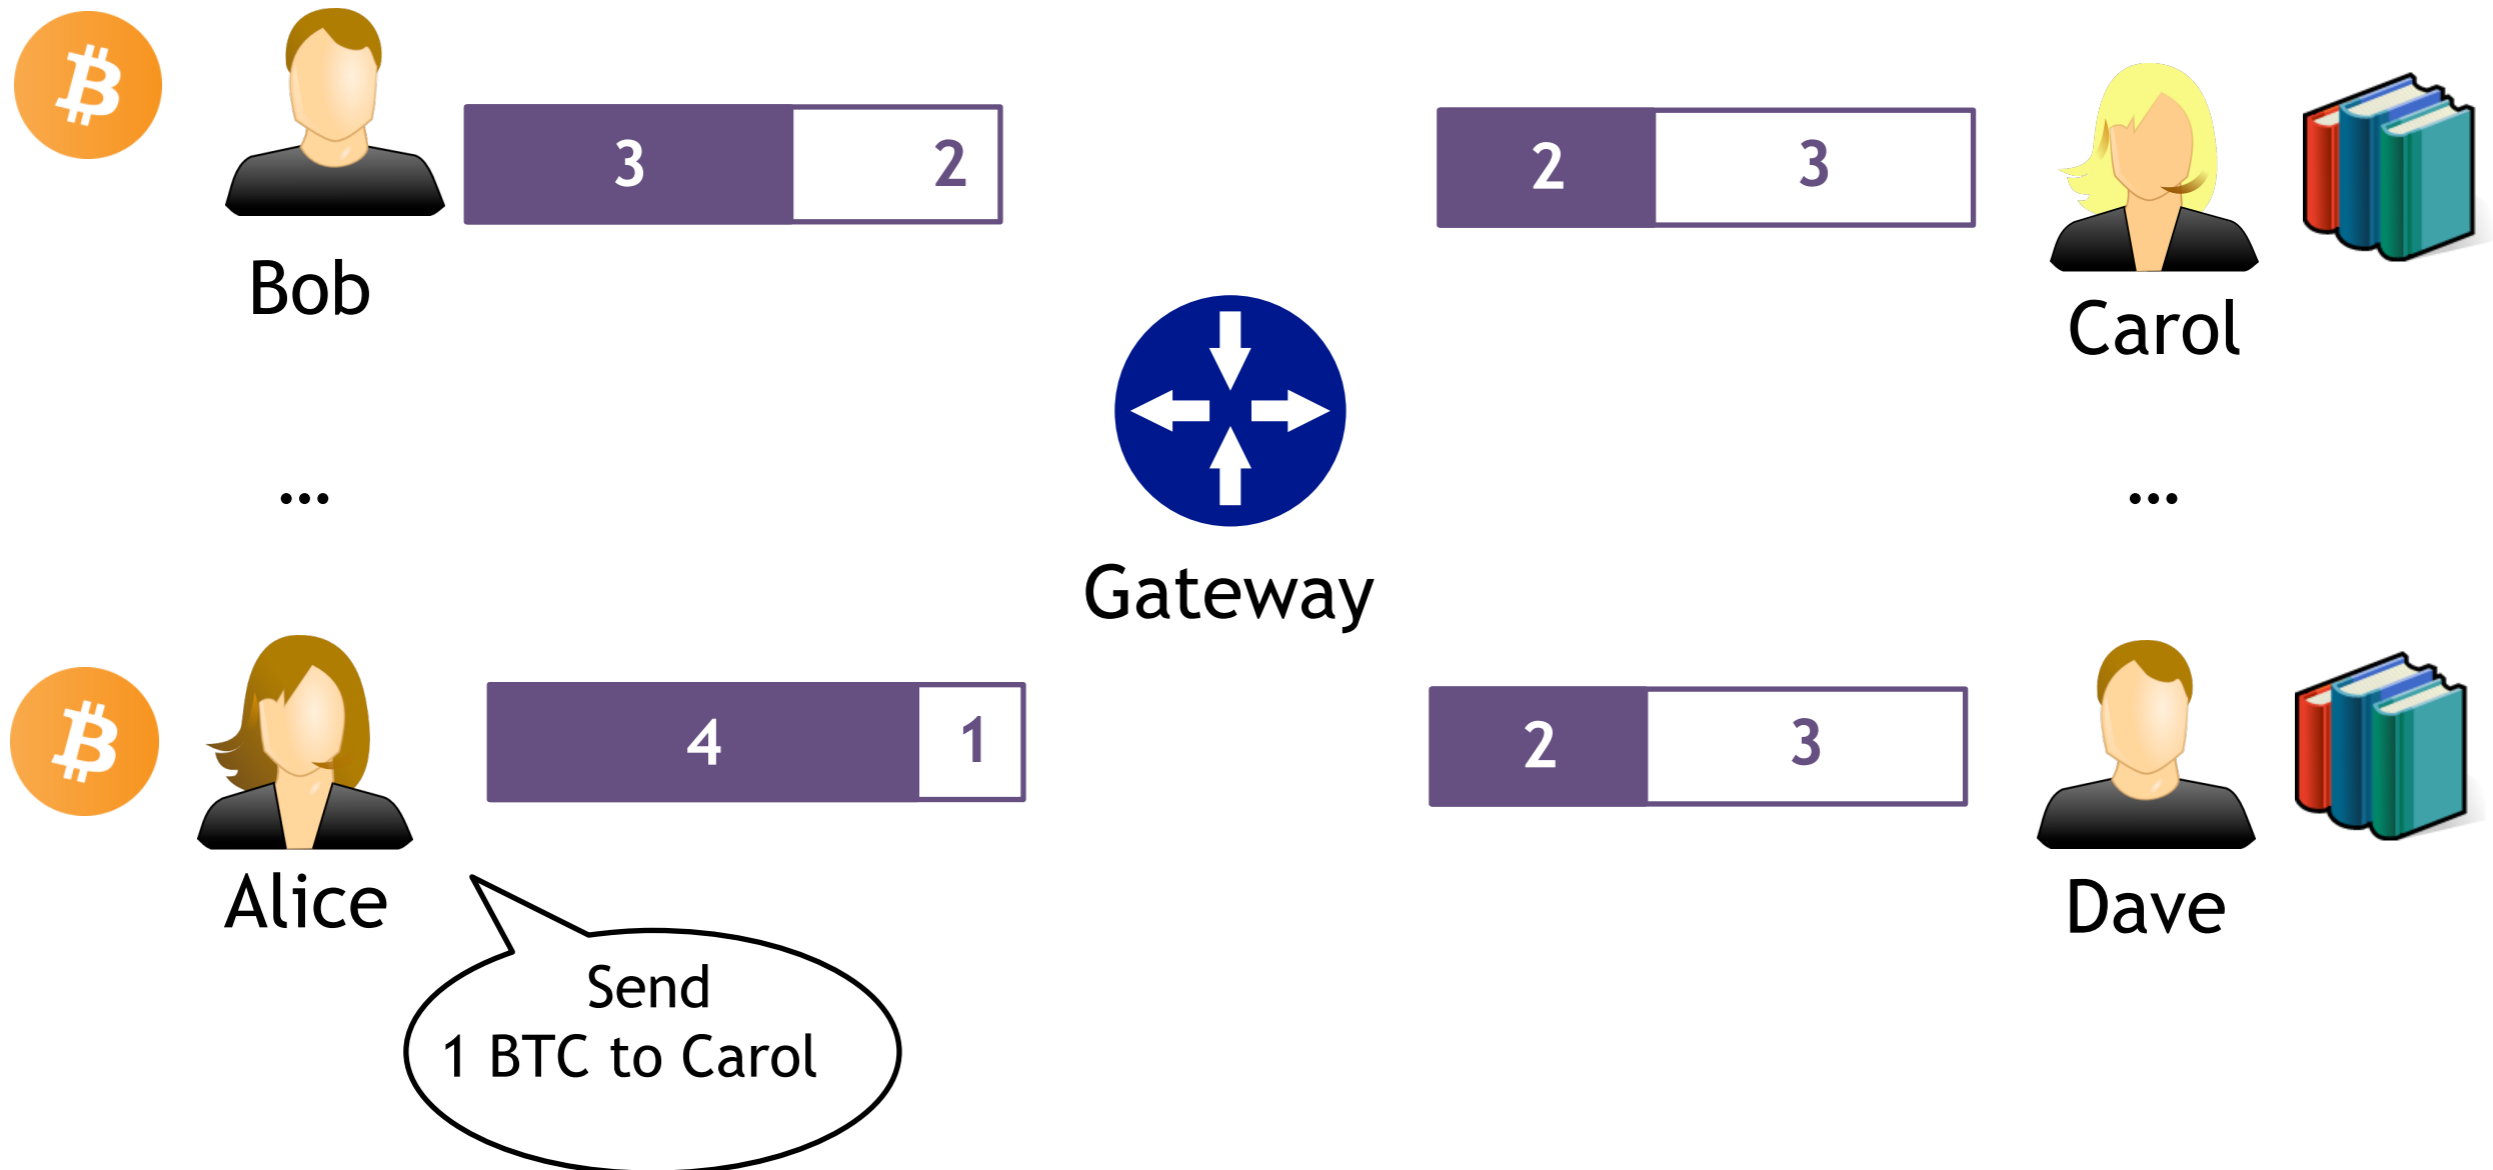 3 2
2 3
Bob
Carol
...
...
Gateway
4 1
2 3
Alice
Dave
Send
1 BTC to Carol